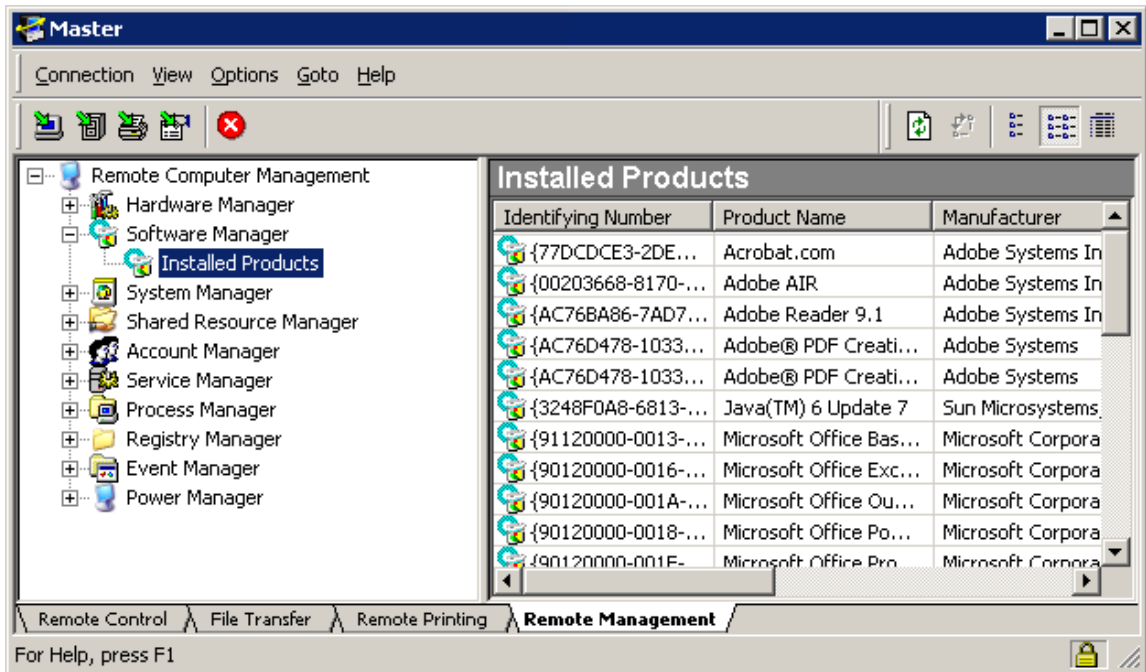 Master
Connection View Options Goto Help
Remote Computer Management
Hardware Manager
Software Manager
Installed Products
System Manager
Shared Resource Manager
Account Manager
Service Manager
Process Manager
Registry Manager
Event Manager
Power Manager
Installed Products
Identifying Number Product Name Manufacturer
{77DCDCE3-2DE... Acrobat.com Adobe Systems In
{00203668-8170-... Adobe AIR Adobe Systems In
{AC76BA86-7AD7... Adobe Reader 9.1 Adobe Systems In
{AC76D478-1033... Adobe® PDF Creati... Adobe Systems
{AC76D478-1033... Adobe® PDF Creati... Adobe Systems
{3248F0A8-6813-... Java(TM) 6 Update 7 Sun Microsystems,
{91120000-0013-... Microsoft Office Bas... Microsoft Corpora
{90120000-0016-... Microsoft Office Exc... Microsoft Corpora
{90120000-001A-... Microsoft Office Ou... Microsoft Corpora
{90120000-0018-... Microsoft Office Po... Microsoft Corpora
Microsoft Office Pro... Microsoft Corpora
Remote Control File Transfer Remote Printing Remote Management
For Help, press F1